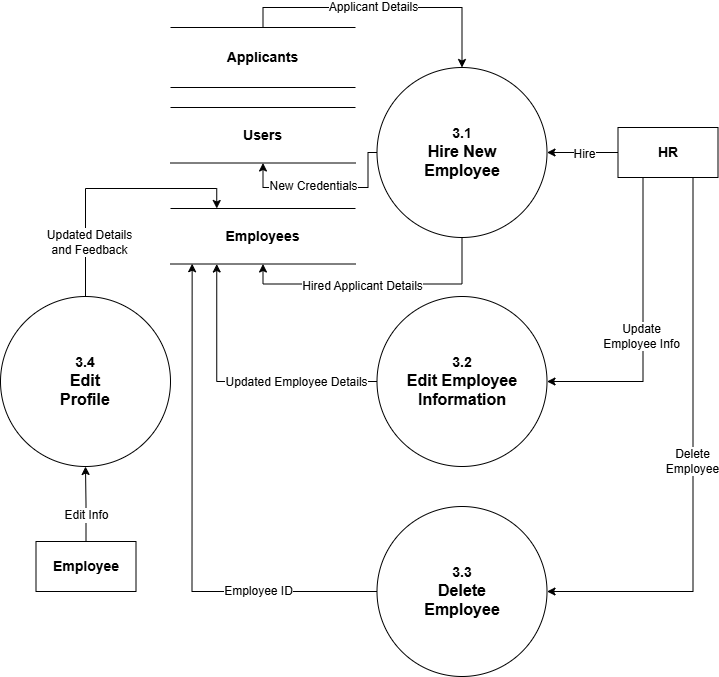 Applicant Details
Applicants
Users
3.1
Hire New
Employee
Hire
HR
New Credentials
Updated Details
and Feedback
Employees
Hired Applicant Details
Update
Employee Info
3.4
Edit
Profile
Updated Employee Details
3.2
Edit Employee
Information
Delete
Employee
Edit Info
Employee
Employee ID
3.3
Delete
Employee